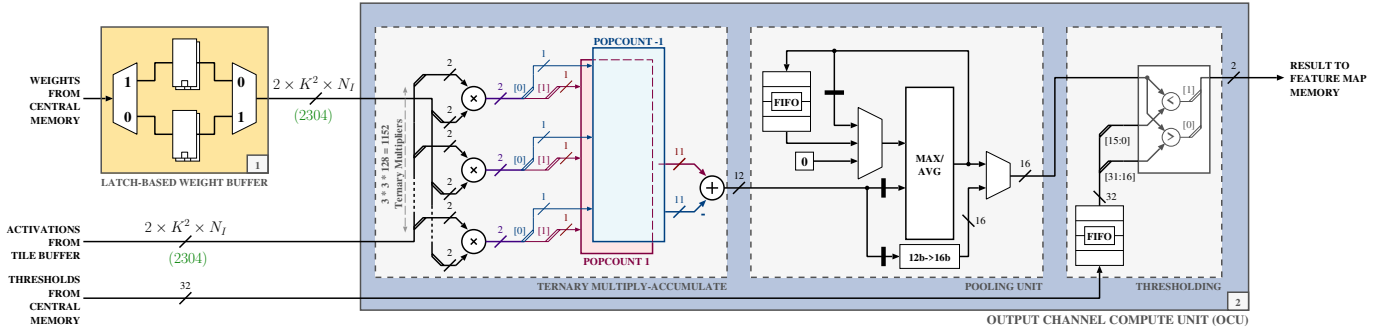 WEIGHTS
FROM
CENTRAL
MEMORY
1
0
0
1
1
LATCH-BASED WEIGHT BUFFER
2 × K² × N_I
(2304)
ACTIVATIONS
FROM
TILE BUFFER
2 × K² × N_I
(2304)
THRESHOLDS
FROM
CENTRAL
MEMORY
32
3 * 3 * 128 = 1152
Ternary Multipliers
2
2
×
2
[0]
[1]
1
1
2
2
×
2
[0]
[1]
1
1
2
2
×
2
[0]
[1]
1
1
POPCOUNT -1
POPCOUNT 1
11
11
+
-
12
TERNARY MULTIPLY-ACCUMULATE
FIFO
0
MAX/
AVG
12b->16b
16
16
POOLING UNIT
[15:0]
[31:16]
32
FIFO
<
>
[1]
[0]
THRESHOLDING
2
2
OUTPUT CHANNEL COMPUTE UNIT (OCU)
RESULT TO
FEATURE MAP
MEMORY